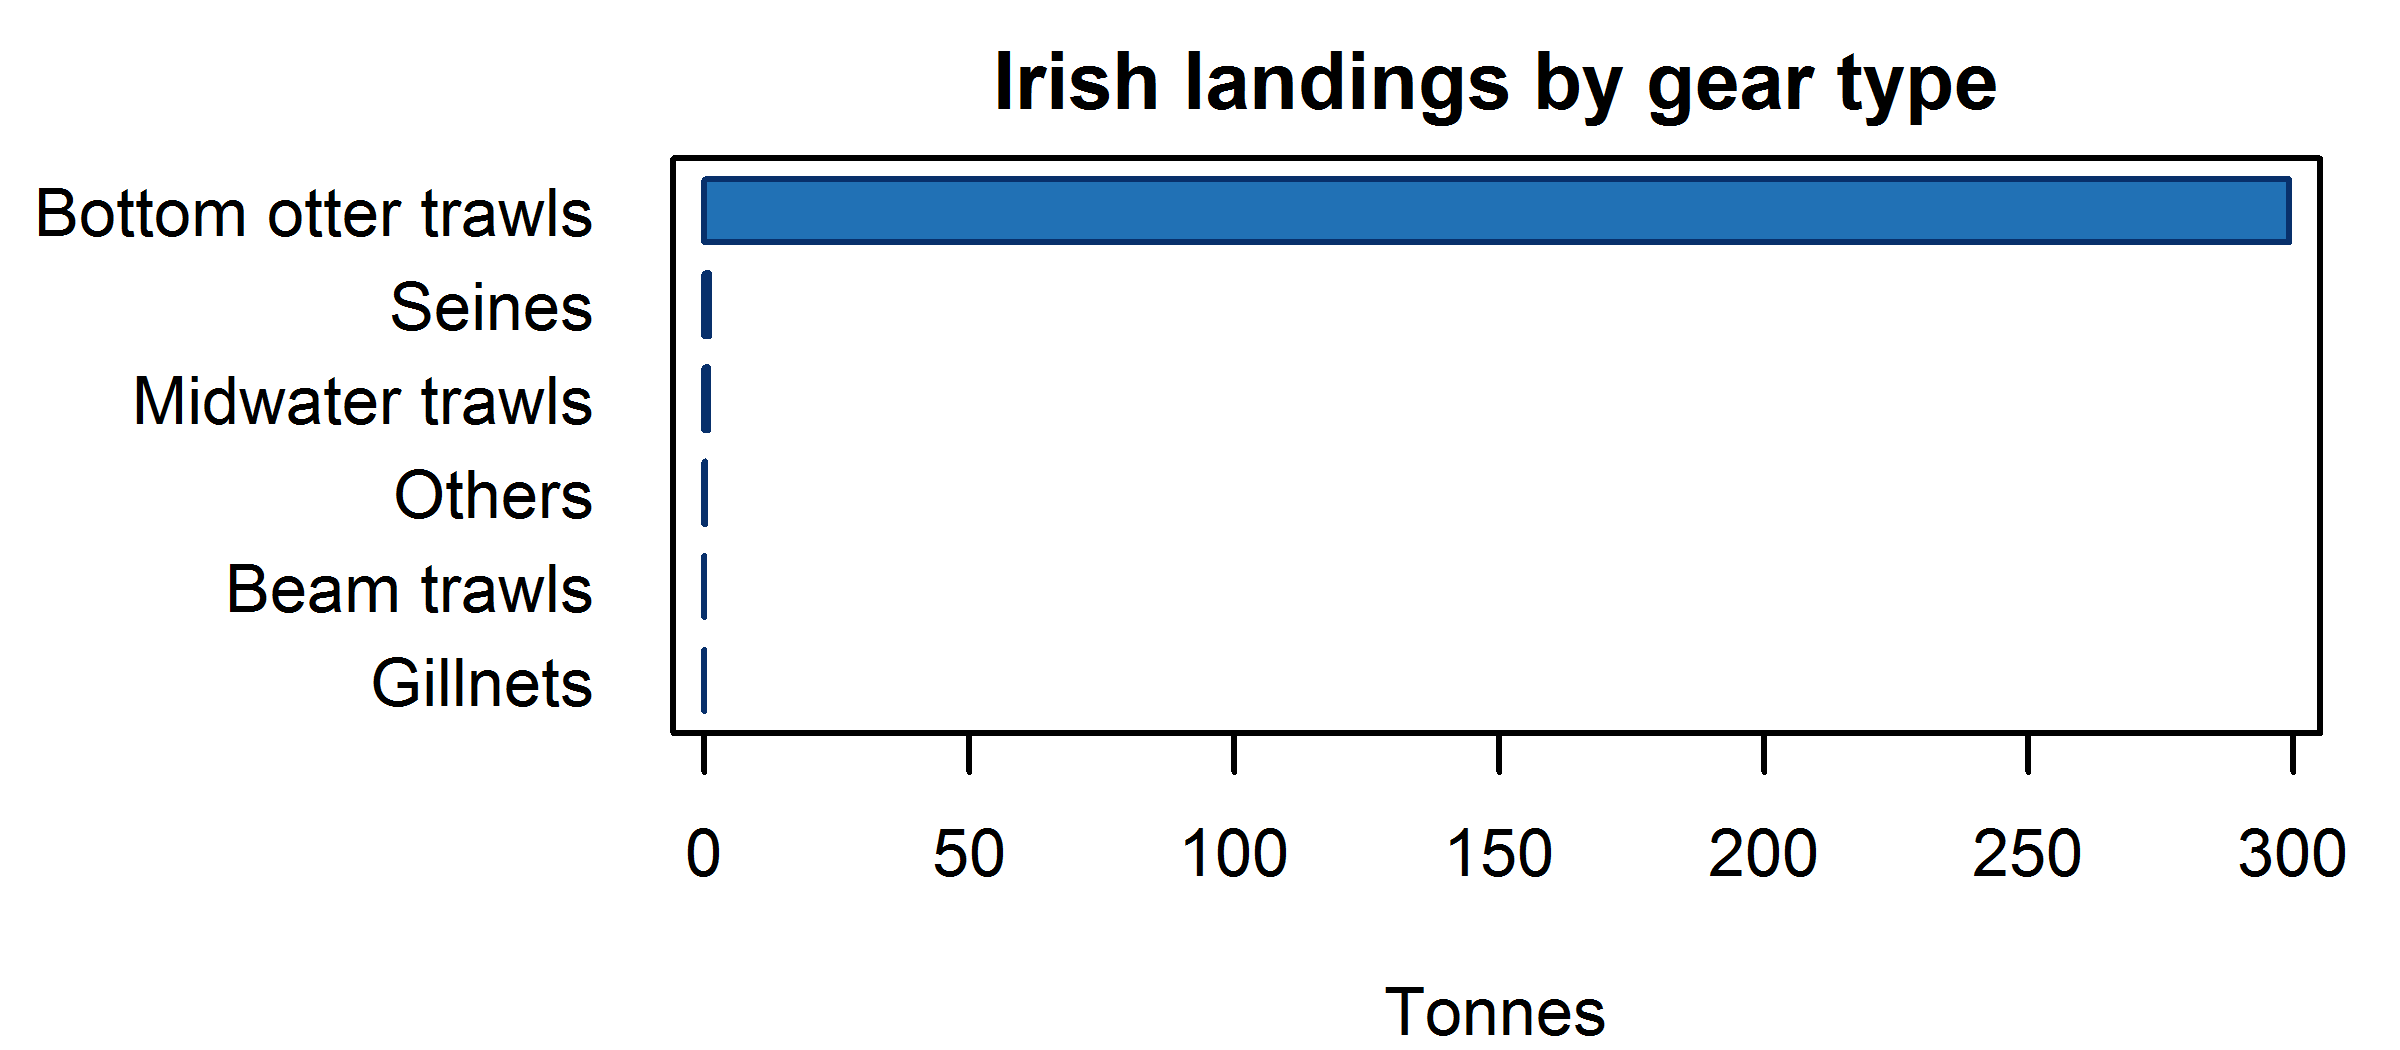 Irish landings by gear type
Bottom otter trawls
Seines
Midwater trawls
Others
Beam trawls
Gillnets
0 50 100 150 200 250 300
Tonnes